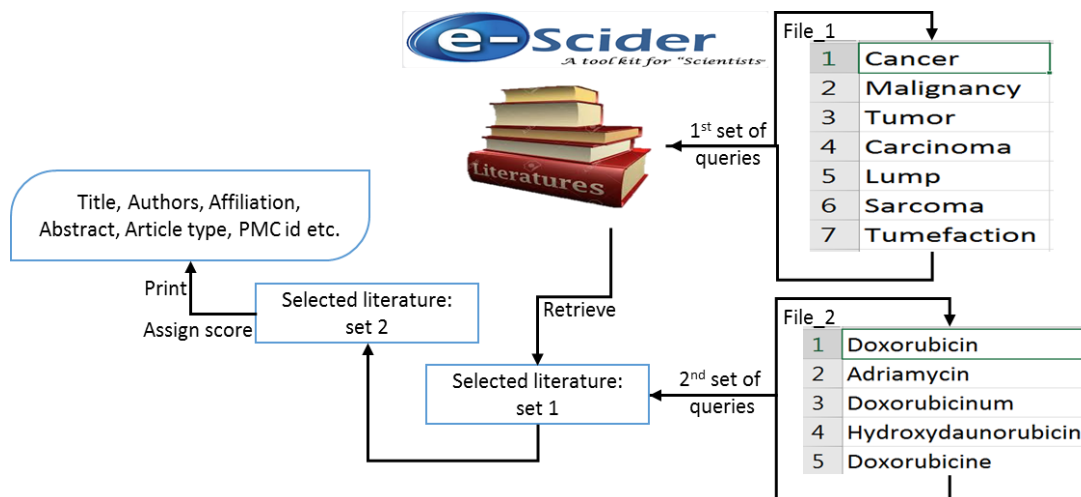 e-Scider
A tool kit for "Scientists
Literatures
1st set of
queries
File_1
1 Cancer
2 Malignancy
3 Tumor
4 Carcinoma
5 Lump
6 Sarcoma
7 Tumefaction
Title, Authors, Affiliation,
Abstract, Article type, PMC id etc.
Print
Assign score
Selected literature:
set 2
Retrieve
Selected literature:
set 1
2nd set of
queries
File_2
1 Doxorubicin
2 Adriamycin
3 Doxorubicinum
4 Hydroxydaunorubicin
5 Doxorubicine